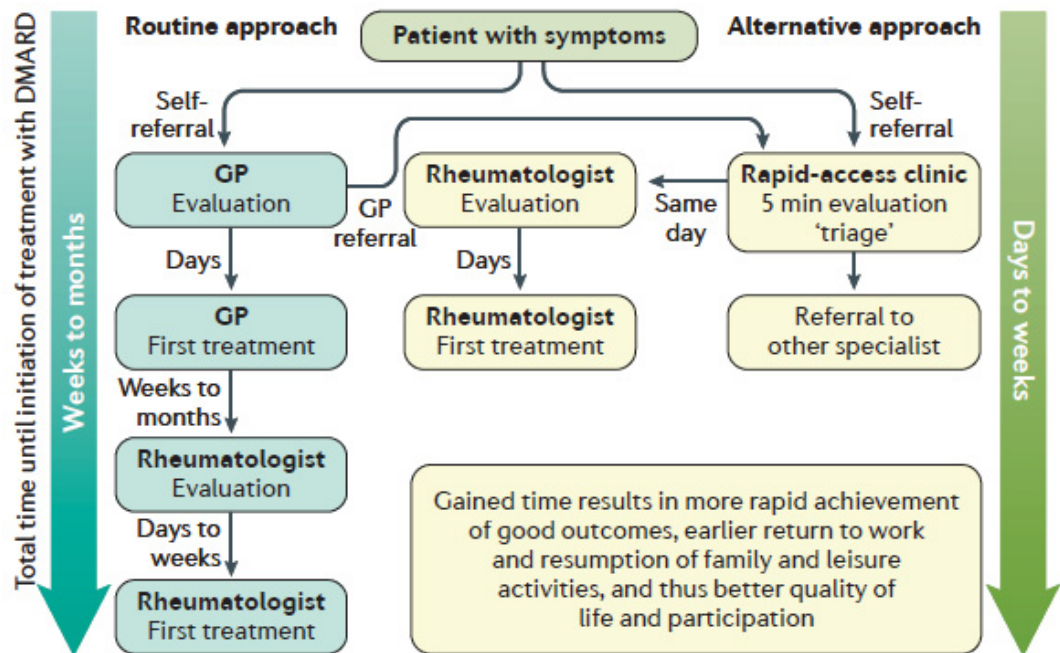 Routine approach
Patient with symptoms
Alternative approach
Total time until initiation of treatment with DMARD
Weeks to months
Self-
referral
Self-
referral
GP
Evaluation
GP
referral
Rheumatologist
Evaluation
Same
day
Rapid-access clinic
5 min evaluation
‘triage’
Days
Days
GP
First treatment
Rheumatologist
First treatment
Referral to
other specialist
Weeks to
months
Rheumatologist
Evaluation
Days to
weeks
Rheumatologist
First treatment
Gained time results in more rapid achievement
of good outcomes, earlier return to work
and resumption of family and leisure
activities, and thus better quality of
life and participation
Days to weeks